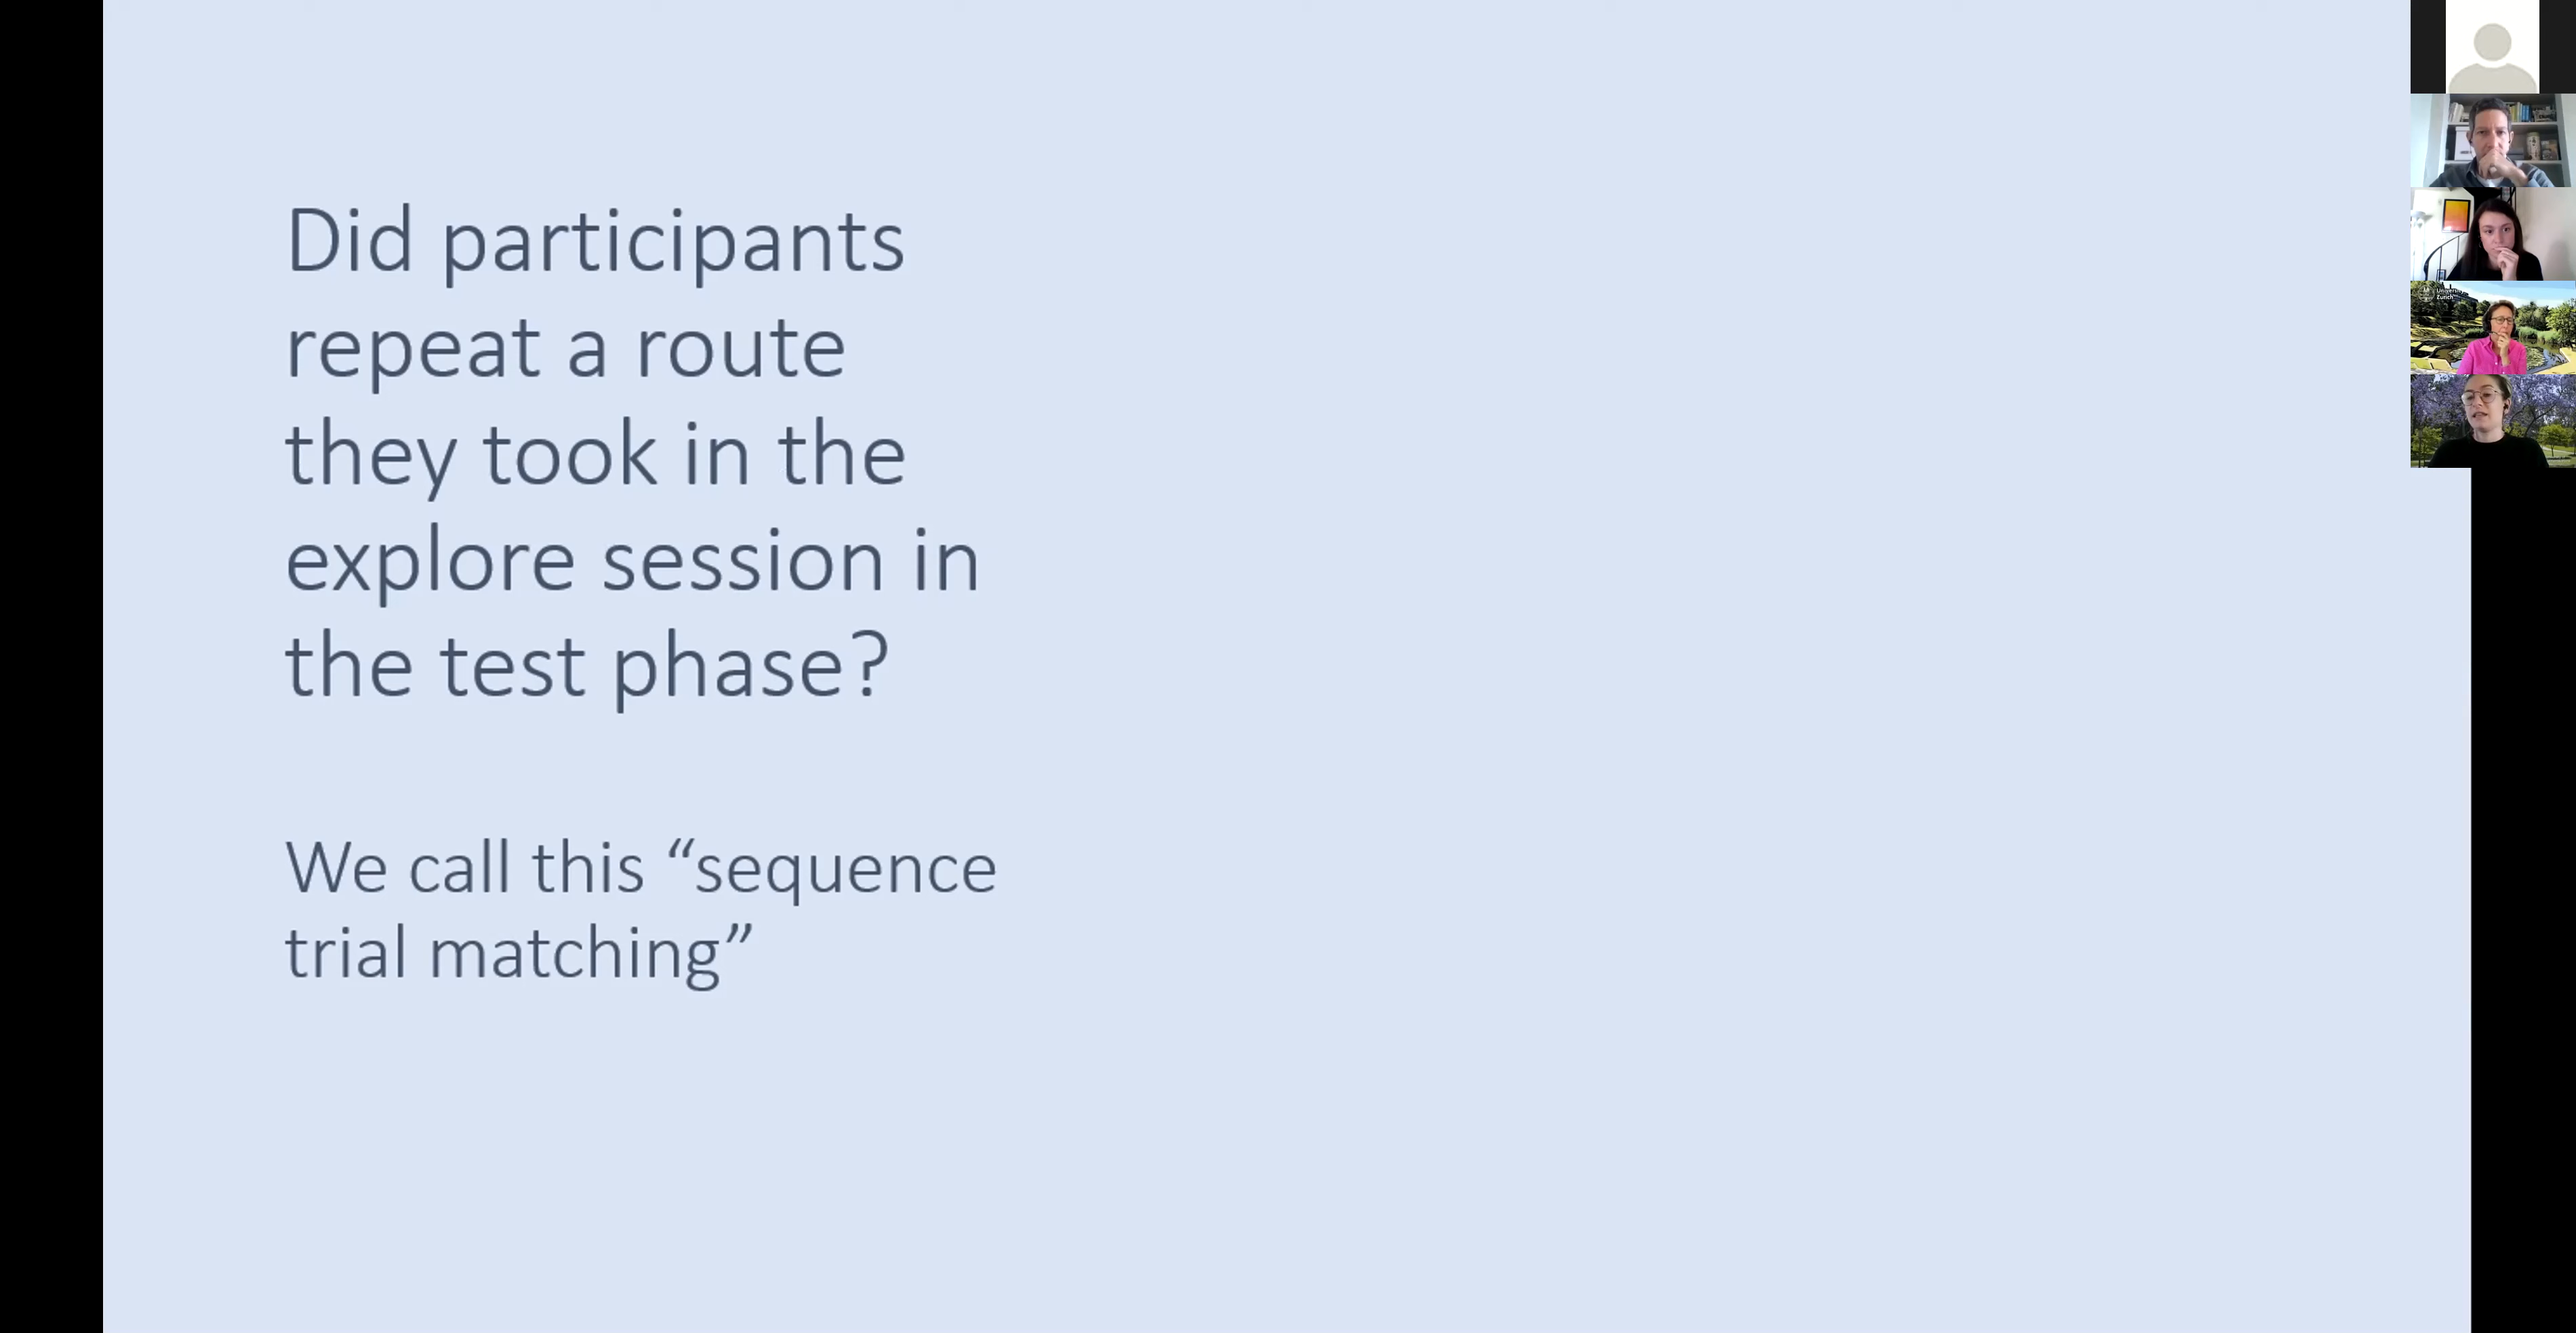 Did participants
repeat a route
they took in the
explore session in
the test phase?
We call this “sequence
trial matching”
Zurich